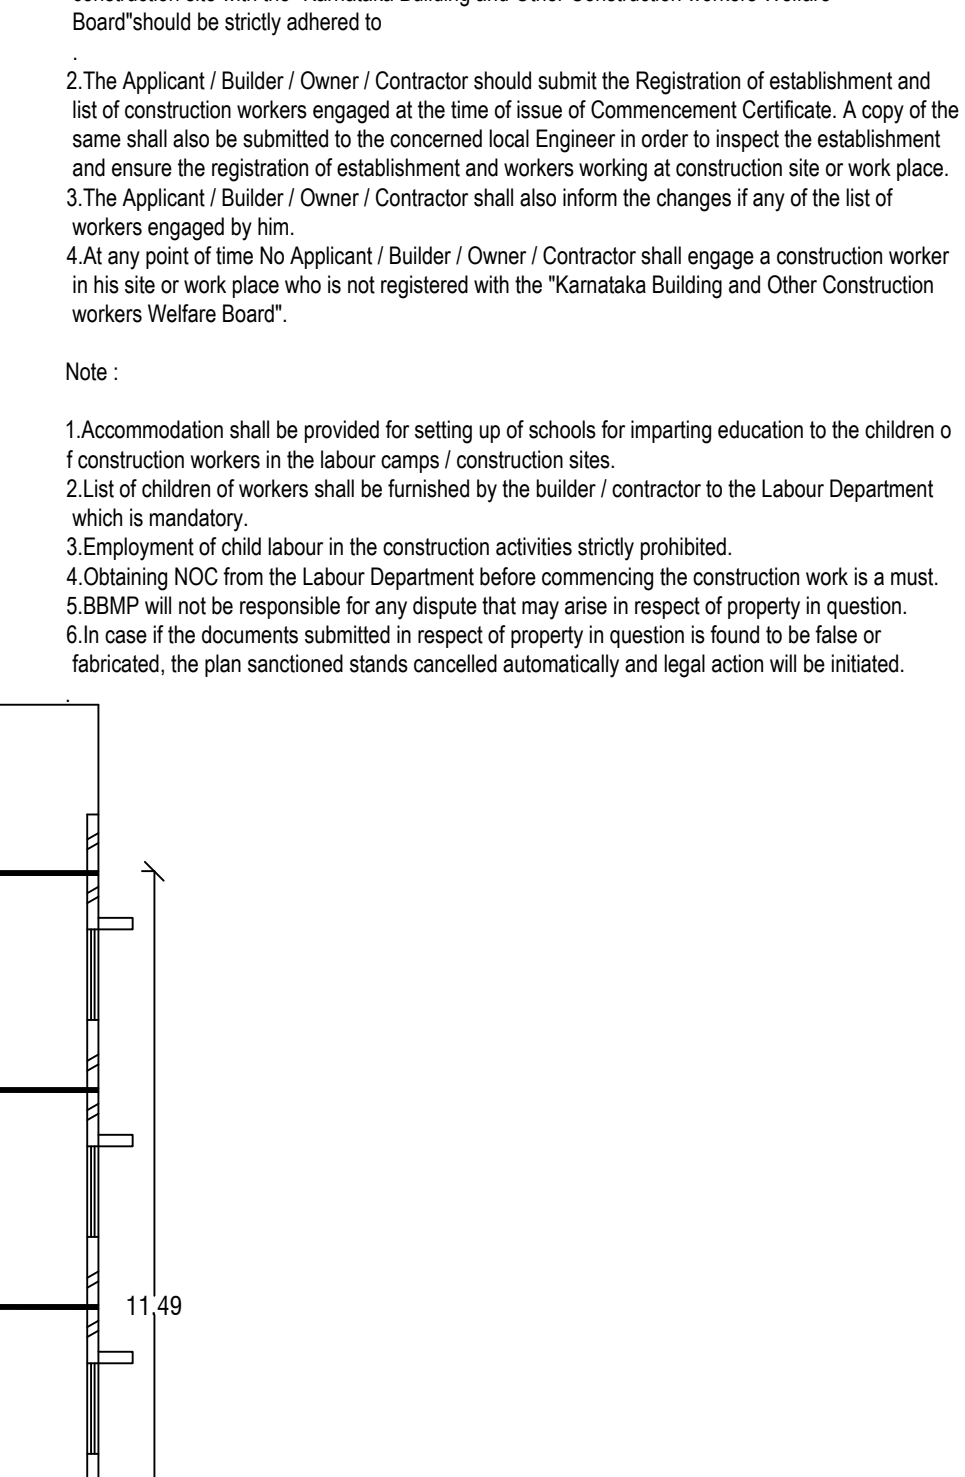 construction site with the "Karnataka Building and Other Construction workers Welfare
Board"should be strictly adhered to
.
2.The Applicant / Builder / Owner / Contractor should submit the Registration of establishment and
list of construction workers engaged at the time of issue of Commencement Certificate. A copy of the
same shall also be submitted to the concerned local Engineer in order to inspect the establishment
and ensure the registration of establishment and workers working at construction site or work place.
3.The Applicant / Builder / Owner / Contractor shall also inform the changes if any of the list of
workers engaged by him.
4.At any point of time No Applicant / Builder / Owner / Contractor shall engage a construction worker
in his site or work place who is not registered with the "Karnataka Building and Other Construction
workers Welfare Board".
Note :
1.Accommodation shall be provided for setting up of schools for imparting education to the children o
f construction workers in the labour camps / construction sites.
2.List of children of workers shall be furnished by the builder / contractor to the Labour Department
which is mandatory.
3.Employment of child labour in the construction activities strictly prohibited.
4.Obtaining NOC from the Labour Department before commencing the construction work is a must.
5.BBMP will not be responsible for any dispute that may arise in respect of property in question.
6.In case if the documents submitted in respect of property in question is found to be false or
fabricated, the plan sanctioned stands cancelled automatically and legal action will be initiated.
.
11.49